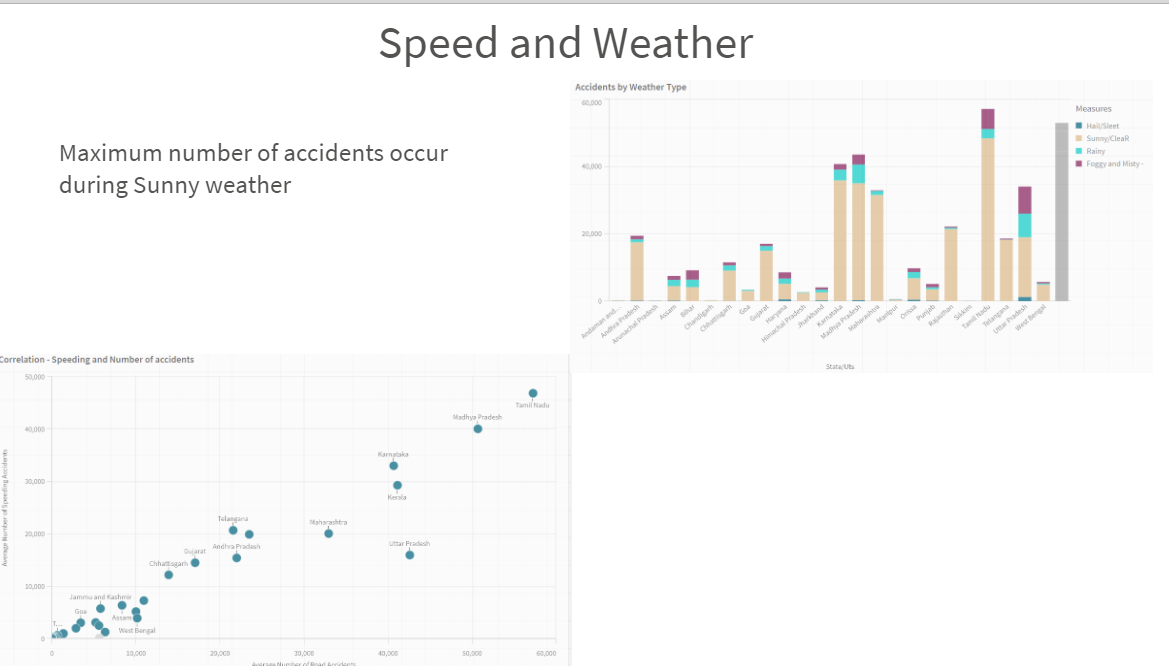 Speed and Weather
Maximum number of accidents occur
during Sunny weather
Accidents by Weather Type
60,000
40,000
20,000
0
Andaman and...
Andhra Pradesh
Arunachal Pradesh
Assam
Bihar
Chandigarh
Chhattisgarh
Goa
Gujarat
Haryana
Himachal Pradesh
Jharkhand
Karnataka
Madhya Pradesh
Maharashtra
Manipur
Orissa
Punjab
Rajasthan
Sikkim
Tamil Nadu
Telangana
Uttar Pradesh
West Bengal
State/Uts
Measures
Hail/Sleet
Sunny/CleaR
Rainy
Foggy and Misty -
Correlation - Speeding and Number of accidents
Average Number of Speeding Accidents
50,000
40,000
30,000
20,000
10,000
0
Tamil Nadu
Madhya Pradesh
Karnataka
Kerala
Telangana
Maharashtra
Andhra Pradesh
Uttar Pradesh
Gujarat
Chhattisgarh
Jammu and Kashmir
Goa
Assam
T...
West Bengal
0
10,000
20,000
30,000
40,000
50,000
60,000
Average Number of Road Accidents